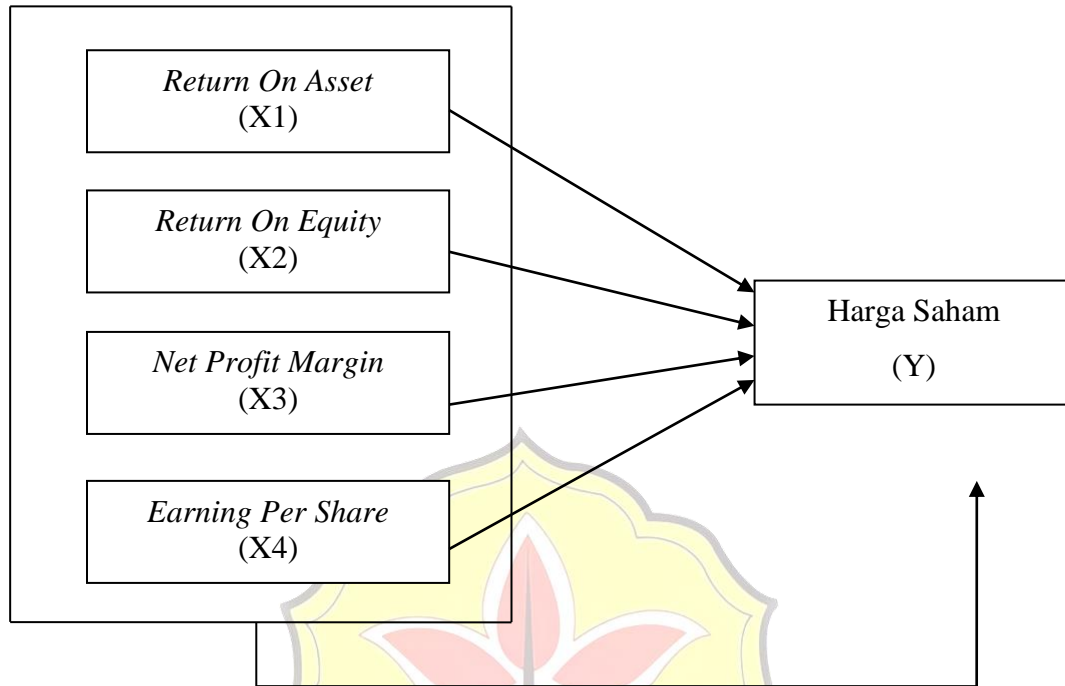 Return On Asset
(X1)
Return On Equity
(X2)
Net Profit Margin
(X3)
Earning Per Share
(X4)
Harga Saham
(Y)